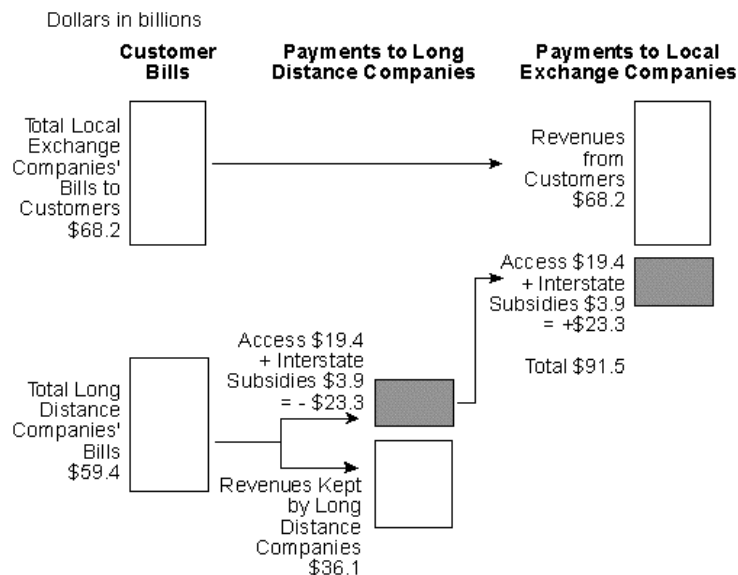 Dollars in billions
Customer
Bills
Payments to Long
Distance Companies
Payments to Local
Exchange Companies
Total Local
Exchange
Companies'
Bills to
Customers
$68.2
Revenues
from
Customers
$68.2
Access $19.4
+ Interstate
Subsidies $3.9
= +$23.3
Total $91.5
Access $19.4
+ Interstate
Subsidies $3.9
= - $23.3
Total Long
Distance
Companies'
Bills
$59.4
Revenues Kept
by Long
Distance
Companies
$36.1